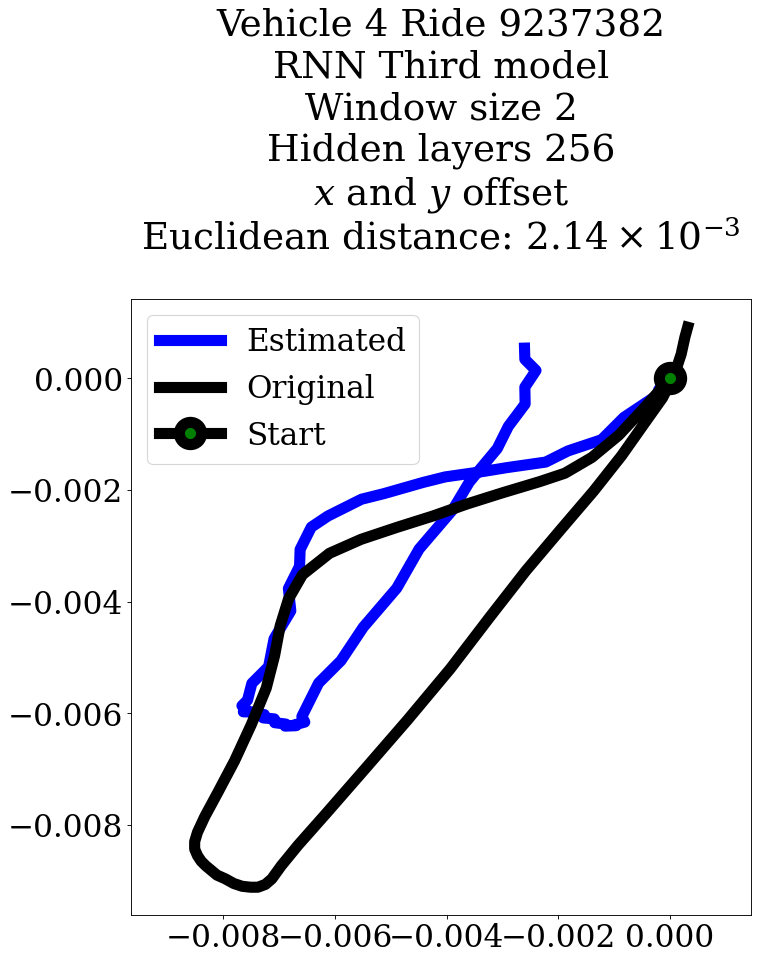 Vehicle 4 Ride 9237382
RNN Third model
Window size 2
Hidden layers 256
x and y offset
Euclidean distance: 2.14 × 10⁻³
Estimated
Original
Start
0.000
−0.002
−0.004
−0.006
−0.008
−0.008 −0.006 −0.004 −0.002 0.000